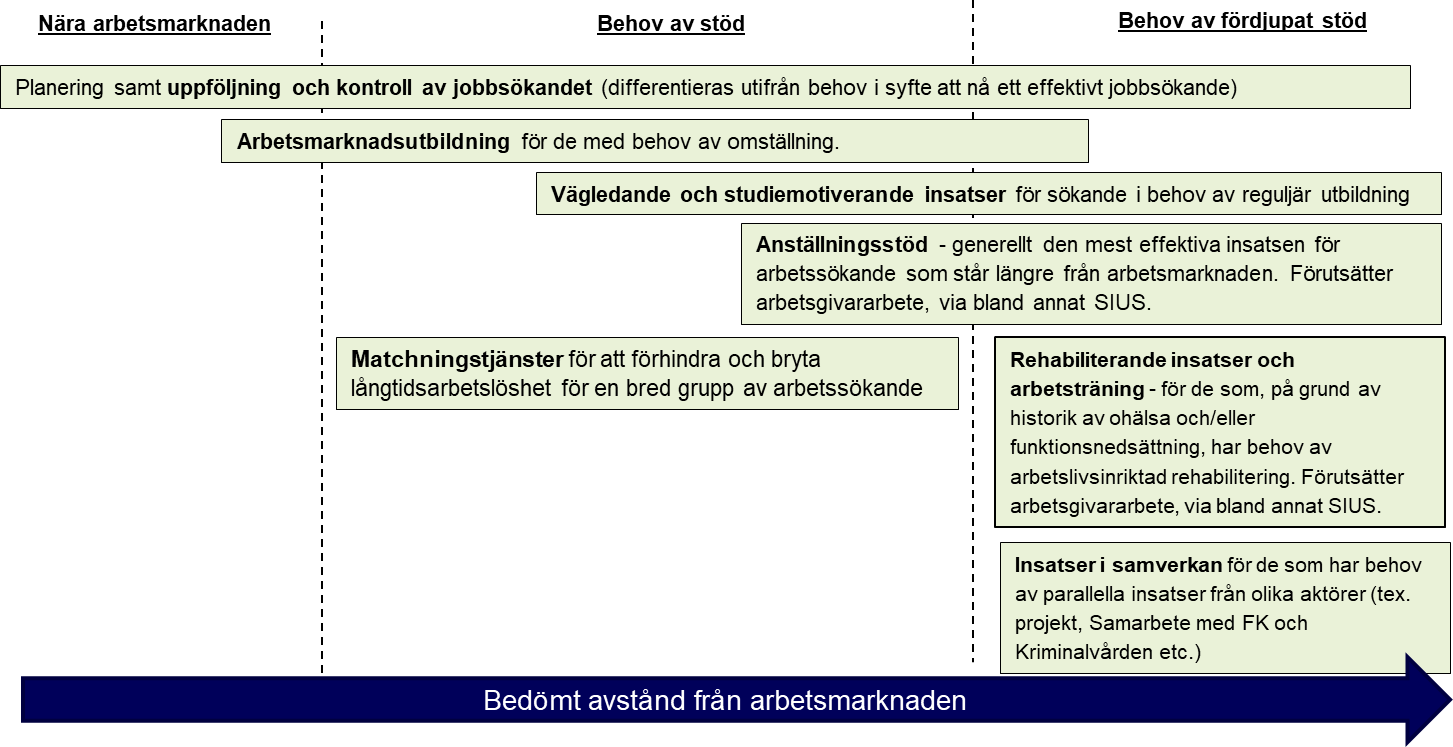 Nära arbetsmarknaden
Behov av stöd
Behov av fördjupat stöd
Planering samt uppföljning och kontroll av jobbsökandet (differentieras utifrån behov i syfte att nå ett effektivt jobbsökande)
Arbetsmarknadsutbildning för de med behov av omställning.
Vägledande och studiemotiverande insatser för sökande i behov av reguljär utbildning
Anställningsstöd - generellt den mest effektiva insatsen för
arbetssökande som står längre från arbetsmarknaden. Förutsätter
arbetsgivararbete, via bland annat SIUS.
Matchningstjänster för att förhindra och bryta
långtidsarbetslöshet för en bred grupp av arbetssökande
Rehabiliterande insatser och
arbetsträning - för de som, på grund av
historik av ohälsa och/eller
funktionsnedsättning, har behov av
arbetslivsinriktad rehabilitering. Förutsätter
arbetsgivararbete, via bland annat SIUS.
Insatser i samverkan för de som har behov
av parallella insatser från olika aktörer (tex.
projekt, Samarbete med FK och
Kriminalvården etc.)
Bedömt avstånd från arbetsmarknaden